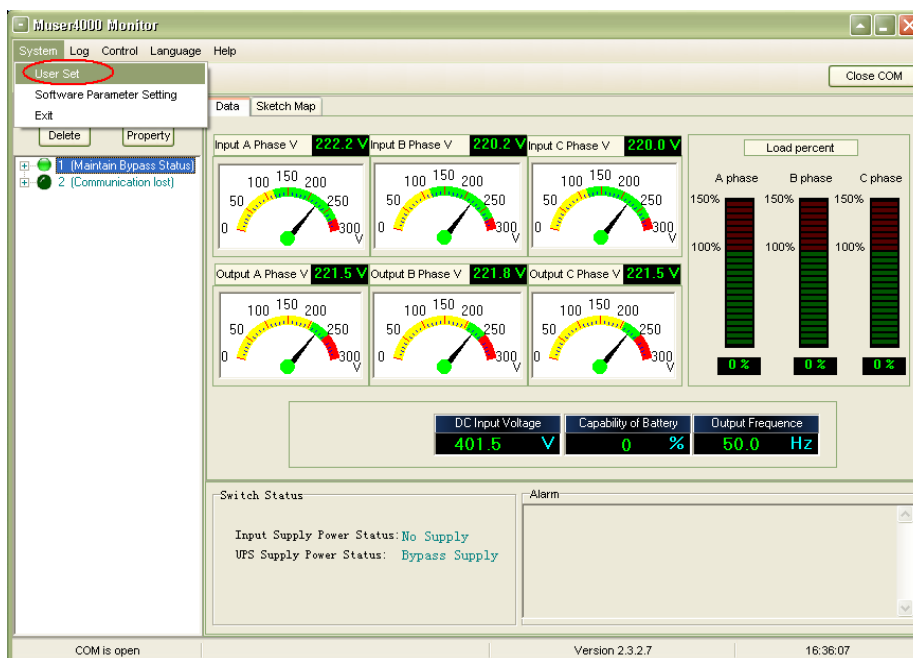 Muser4000 Monitor
System Log Control Language Help
User Set
Software Parameter Setting
Exit
Close COM
Delete Property
1 (Maintain Bypass Status)
2 (Communication lost)
Data Sketch Map
Input A Phase V 222.2 V Input B Phase V 220.2 V Input C Phase V 220.0 V
0 50 100 150 200 250 300 V
0 50 100 150 200 250 300 V
0 50 100 150 200 250 300 V
Output A Phase V 221.5 V Output B Phase V 221.8 V Output C Phase V 221.5 V
0 50 100 150 200 250 300 V
0 50 100 150 200 250 300 V
0 50 100 150 200 250 300 V
Load percent
A phase B phase C phase
150% 150% 150%
100% 100% 100%
0 % 0 % 0 %
DC Input Voltage Capability of Battery Output Frequence
401.5 V 0 % 50.0 Hz
Switch Status
Input Supply Power Status: No Supply
UPS Supply Power Status: Bypass Supply
Alarm
COM is open Version 2.3.2.7 16:36:07